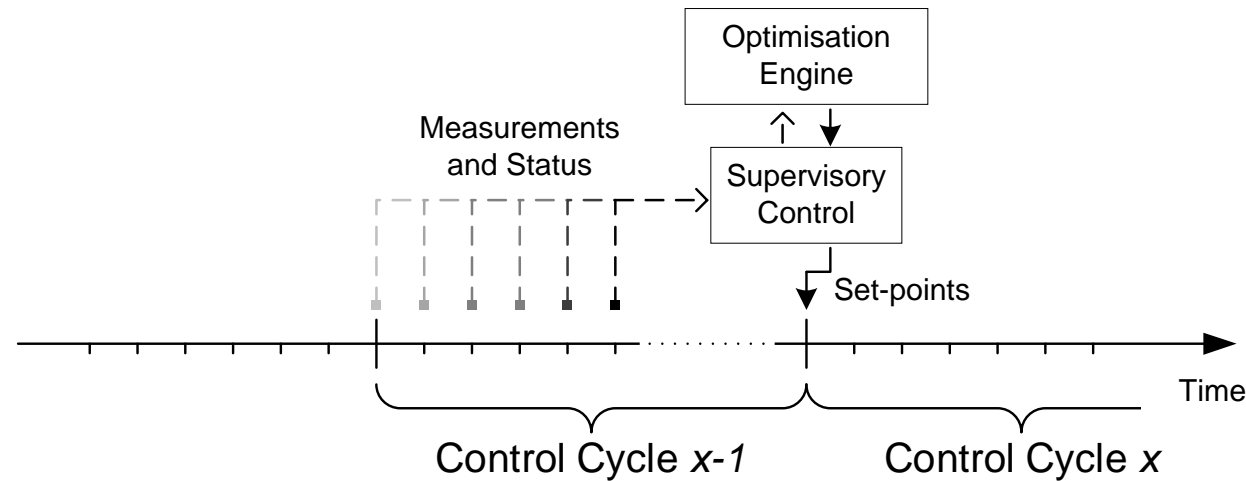 Optimisation
Engine
Measurements
and Status
Supervisory
Control
Set-points
Time
Control Cycle x-1
Control Cycle x